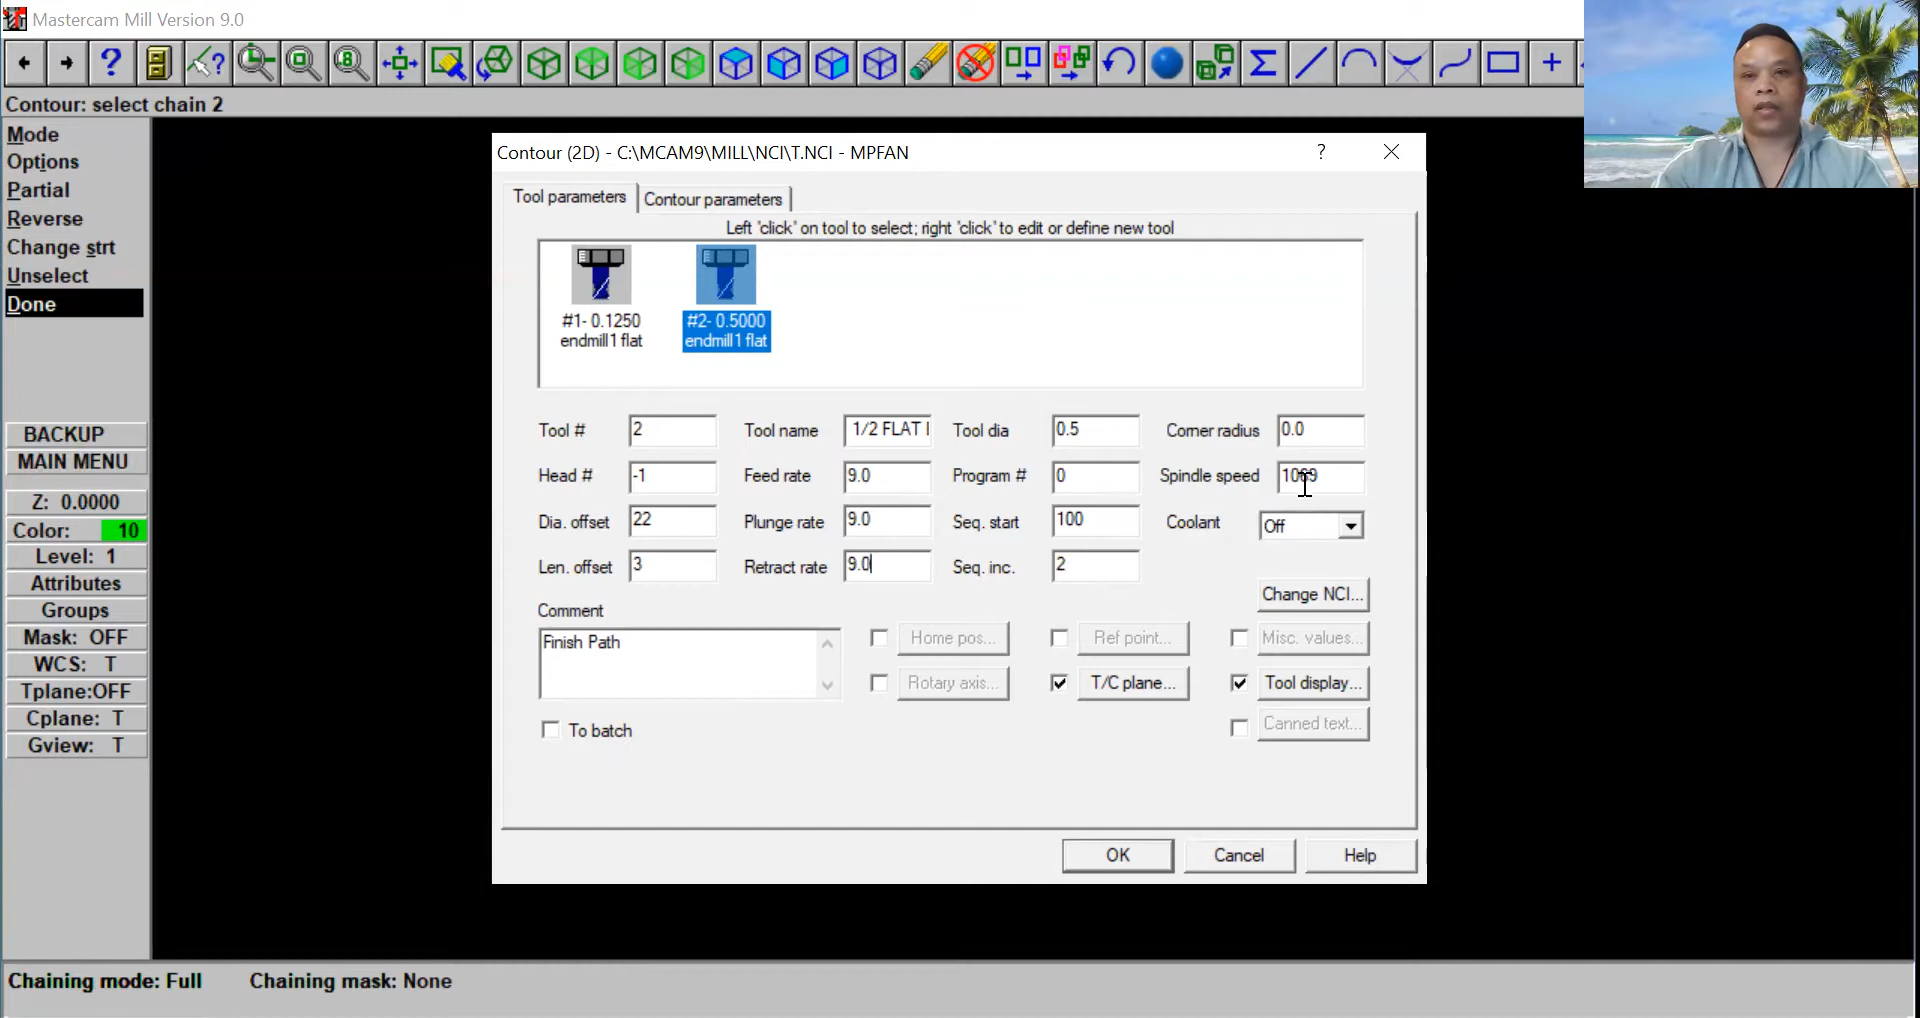 Mastercam Mill Version 9.0
Contour: select chain 2
Mode
Options
Partial
Reverse
Change strt
Unselect
Done
BACKUP
MAIN MENU
Z: 0.0000
Color: 10
Level: 1
Attributes
Groups
Mask: OFF
WCS: T
Tplane:OFF
Cplane: T
Gview: T
Contour (2D) - C:\MCAM9\MILL\NCI\T.NCI - MPFAN
? 
Tool parameters
Contour parameters
Left 'click' on tool to select; right 'click' to edit or define new tool
#1- 0.1250
endmill1 flat
#2- 0.5000
endmill1 flat
Tool # 2 Tool name 1/2 FLAT Tool dia 0.5 Corner radius 0.0
Head # -1 Feed rate 9.0 Program # 0 Spindle speed
Dia. offset 22 Plunge rate 9.0 Seq. start 100 Coolant Off
Len. offset 3 Retract rate 9.0 Seq. inc. 2
Change NCI...
Comment
Finish Path
Home pos... Ref point... Misc. values...
Rotary axis... T/C plane... Tool display...
Canned text...
To batch
OK Cancel Help
Chaining mode: Full Chaining mask: None